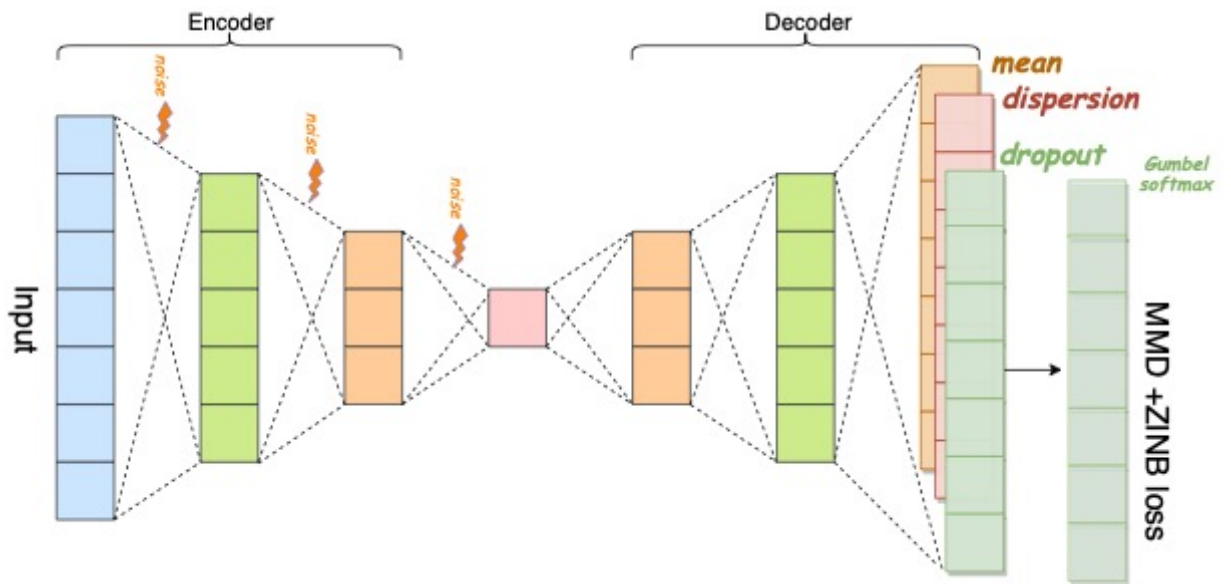 Encoder
Decoder
noise
noise
noise
mean
dispersion
dropout
Gumbel
softmax
Input
MMD +ZINB loss